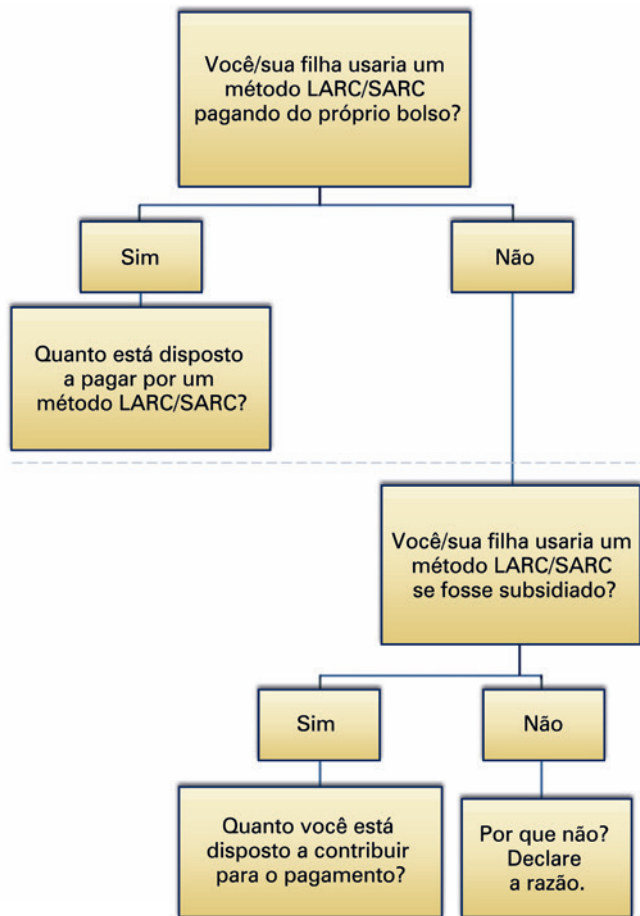 Você/sua filha usaria um
método LARC/SARC
pagando do próprio bolso?
Sim
Não
Quanto está disposto
a pagar por um
método LARC/SARC?
Você/sua filha usaria um
método LARC/SARC
se fosse subsidiado?
Sim
Não
Quanto você está
disposto a contribuir
para o pagamento?
Por que não?
Declare
a razão.